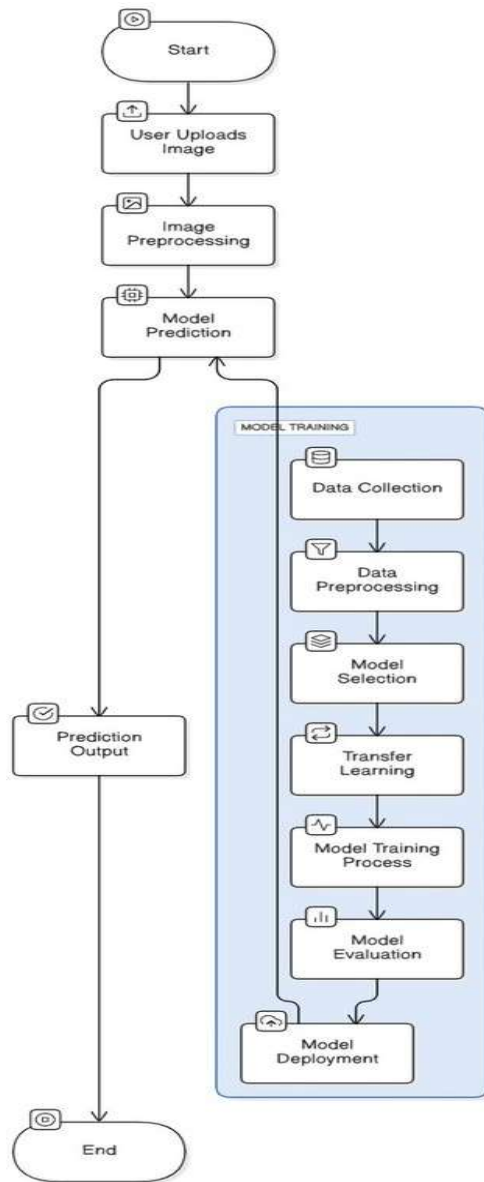 Start
User Uploads
Image
Image
Preprocessing
Model
Prediction
MODEL TRAINING
Data Collection
Data
Preprocessing
Model
Selection
Transfer
Learning
Model Training
Process
Model
Evaluation
Model
Deployment
Prediction
Output
End